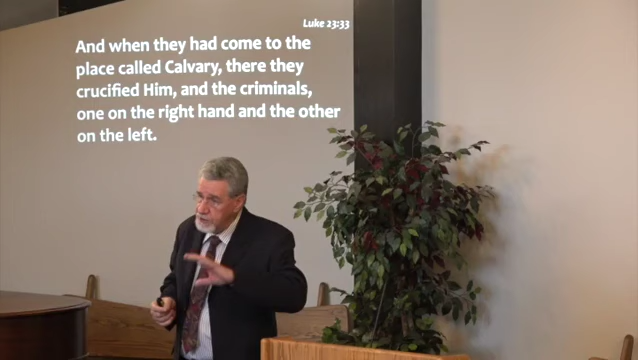 Luke 23:33
And when they had come to the
place called Calvary, there they
crucified Him, and the criminals,
one on the right hand and the other
on the left.